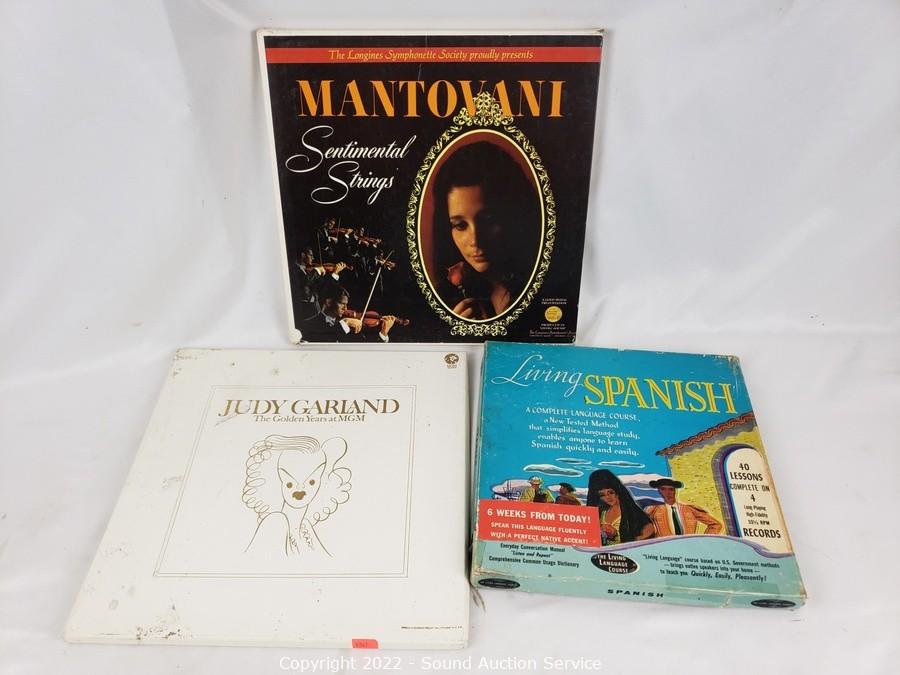 The Longines Symphonette Society proudly presents
MANTOVANI
Sentimental
Strings
JUDY GARLAND
The Golden Years at MGM
Living SPANISH
A COMPLETE LANGUAGE COURSE,
a New Tested Method
that simplifies language study,
enables anyone to learn
Spanish quickly and easily.
40
LESSONS
COMPLETE ON
4
Long Playing
High-Fidelity
33⅓ RPM
RECORDS
6 WEEKS FROM TODAY!
SPEAK THIS LANGUAGE FLUENTLY
WITH A PERFECT NATIVE ACCENT!
Everyday Conversation Manual
"Listen and Repeat"
Comprehensive Common Usage Dictionary
THE LIVING
LANGUAGE
COURSE
"Living Language" course based on U.S. Government methods
— brings native speakers into your home —
to teach you Quickly, Easily, Pleasantly!
SPANISH
Copyright 2022 - Sound Auction Service